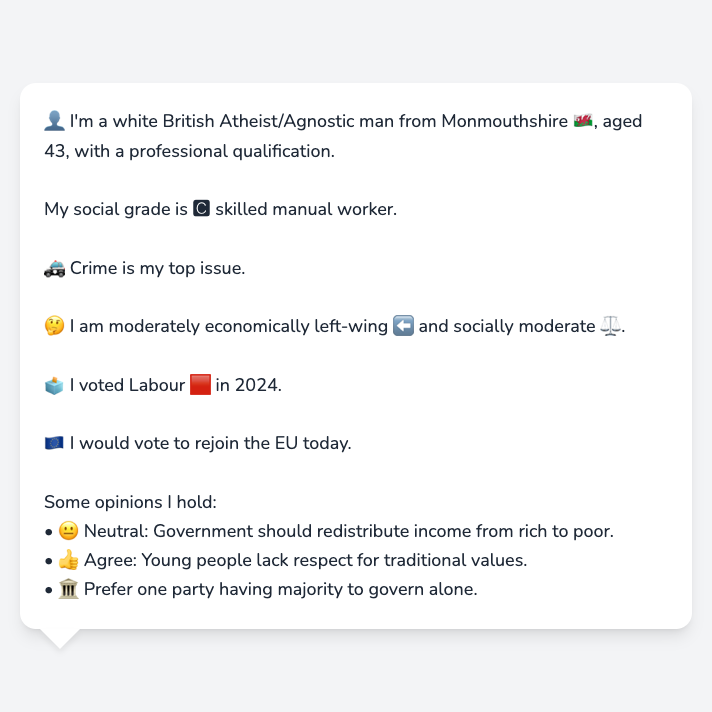 👤 I'm a white British Atheist/Agnostic man from Monmouthshire 🏴󠁧󠁢󠁷󠁬󠁳󠁿, aged
43, with a professional qualification.
My social grade is 🅲 skilled manual worker.
🚓 Crime is my top issue.
🤔 I am moderately economically left-wing ⬅️ and socially moderate ⚖️.
🗳️ I voted Labour 🟥 in 2024.
🇪🇺 I would vote to rejoin the EU today.
Some opinions I hold:
• 😐 Neutral: Government should redistribute income from rich to poor.
• 👍 Agree: Young people lack respect for traditional values.
• 🏛️ Prefer one party having majority to govern alone.